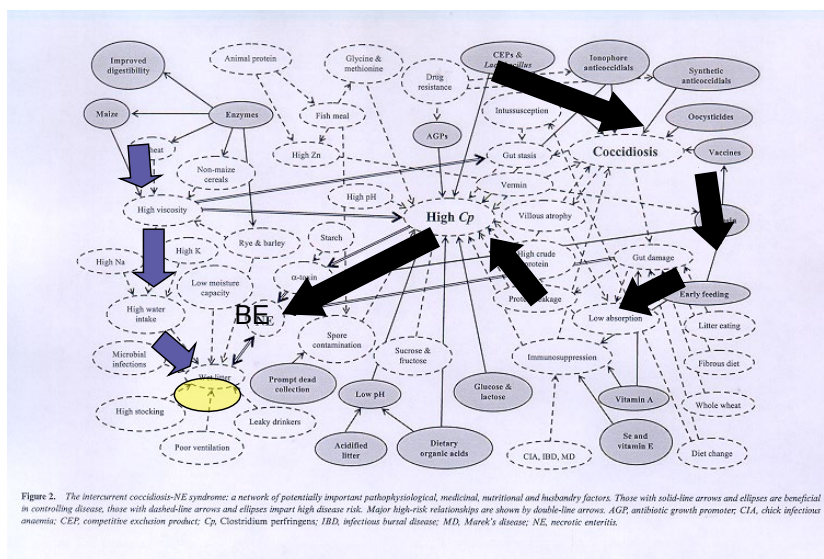 Improved
digestibility
Animal protein
Glycine &
methionine
CEPs &
Ionophore
anticoccidials
Synthetic
anticoccidials
Drug
resistance
Maize
Enzymes
Fish meal
Intussusception
Oocysticides
AGPs
Coccidiosis
Non-maize
cereals
High Zn
Gut stasis
Vaccines
High viscosity
High pH
Vermin
High Cp
Villous atrophy
Rye & barley
Starch
High Na
High K
Low moisture
capacity
α-toxin
High crude
protein
Gut damage
High water
intake
BE
NE
Low absorption
Early feeding
Litter eating
Microbial
infections
Spore
contamination
Sucrose &
fructose
Immunosuppression
Fibrous diet
Wet litter
Prompt dead
collection
Low pH
Glucose &
lactose
Vitamin A
Whole wheat
High stocking
Leaky drinkers
Poor ventilation
Acidified
litter
Dietary
organic acids
CIA, IBD, MD
Se and
vitamin E
Diet change
Figure 2. The intercurrent coccidiosis-NE syndrome: a network of potentially important pathophysiological, medicinal, nutritional and husbandry factors. Those with solid-line arrows and ellipses are beneficial
in controlling disease, those with dashed-line arrows and ellipses impart high disease risk. Major high-risk relationships are shown by double-line arrows. AGP, antibiotic growth promoter; CIA, chick infectious
anaemia; CEP, competitive exclusion product; Cp, Clostridium perfringens; IBD, infectious bursal disease; MD, Marek's disease; NE, necrotic enteritis.